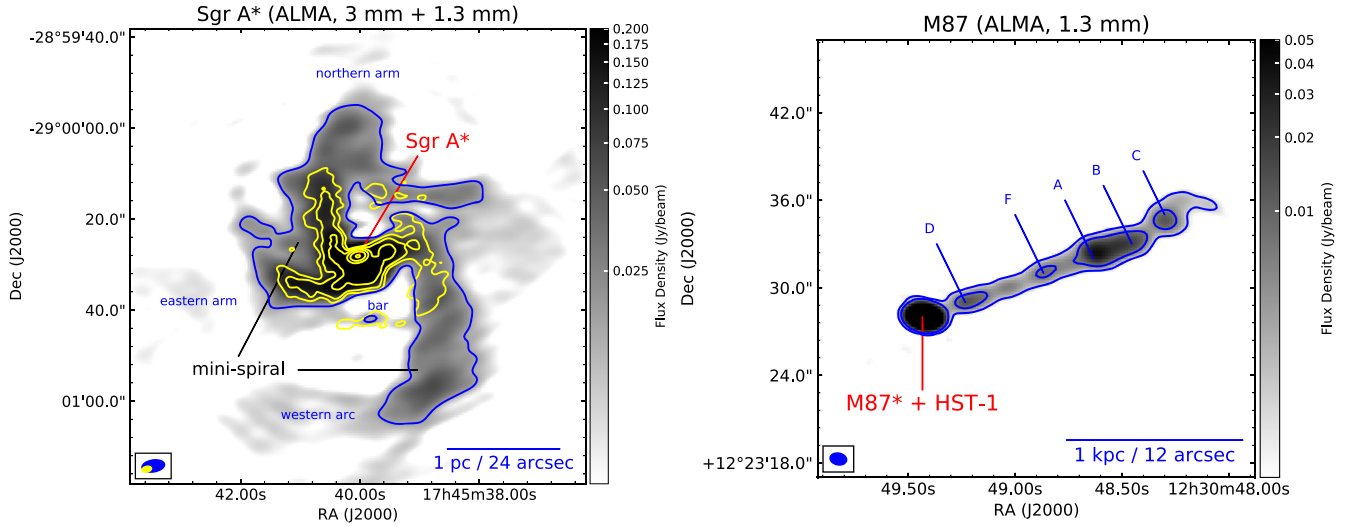 Sgr A* (ALMA, 3 mm + 1.3 mm)
-28°59'40.0"
-29°00'00.0"
20.0"
40.0"
01'00.0"
Dec (J2000)
northern arm
Sgr A*
eastern arm
bar
mini-spiral
western arc
1 pc / 24 arcsec
42.00s
40.00s
17h45m38.00s
RA (J2000)
0.200
0.175
0.150
0.125
0.100
0.075
0.050
0.025
Flux Density (Jy/beam)
M87 (ALMA, 1.3 mm)
42.0"
36.0"
30.0"
24.0"
+12°23'18.0"
Dec (J2000)
C
B
A
F
D
M87* + HST-1
1 kpc / 12 arcsec
49.50s
49.00s
48.50s
12h30m48.00s
RA (J2000)
0.05
0.04
0.03
0.02
0.01
Flux Density (Jy/beam)